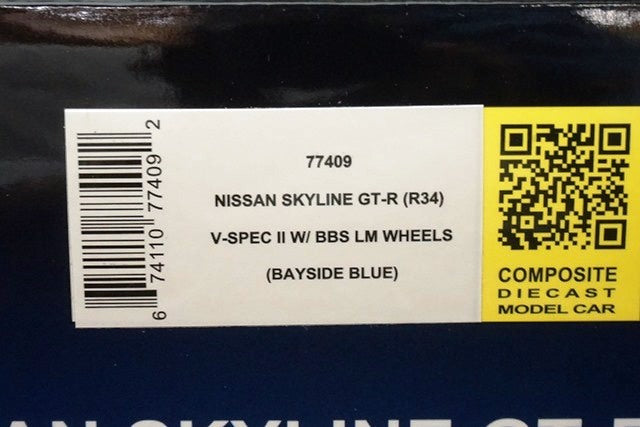 77409
NISSAN SKYLINE GT-R (R34)
V-SPEC II W/ BBS LM WHEELS
(BAYSIDE BLUE)
6 74110 77409 2
COMPOSITE
DIECAST
MODEL CAR